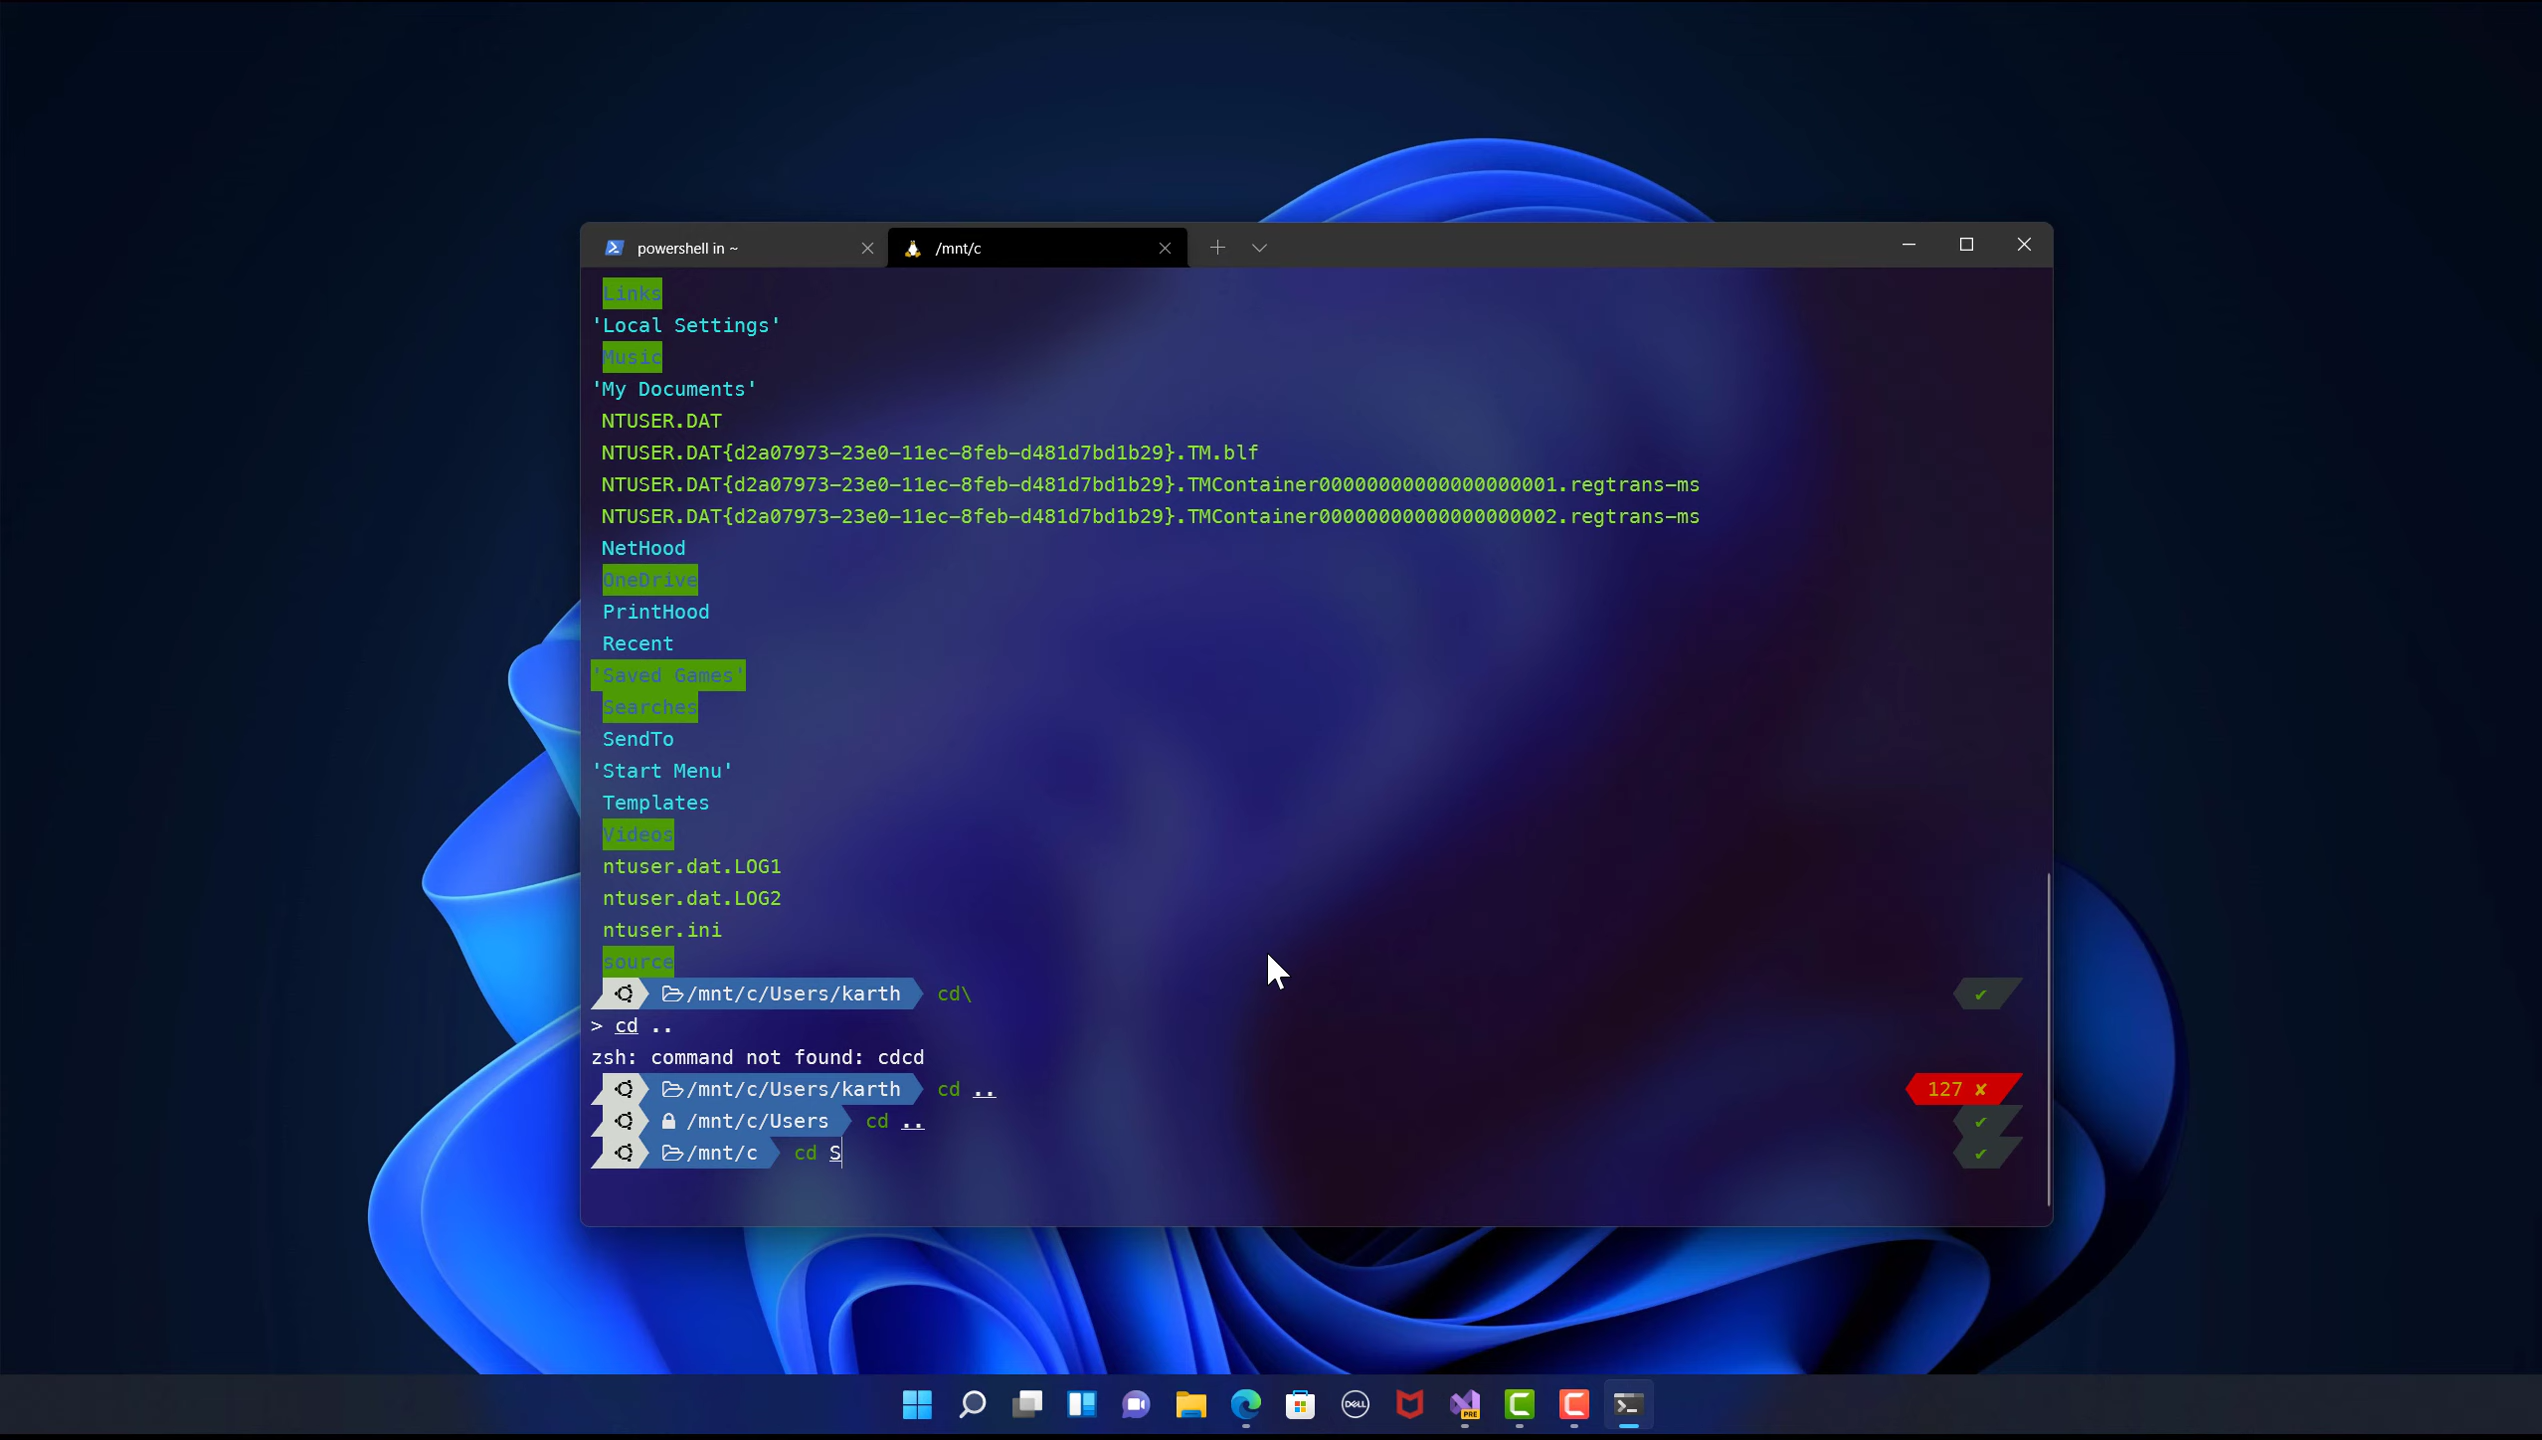 powershell in ~
/mnt/c
Links
'Local Settings'
Music
'My Documents'
NTUSER.DAT
NTUSER.DAT{d2a07973-23e0-11ec-8feb-d481d7bd1b29}.TM.blf
NTUSER.DAT{d2a07973-23e0-11ec-8feb-d481d7bd1b29}.TMContainer00000000000000000001.regtrans-ms
NTUSER.DAT{d2a07973-23e0-11ec-8feb-d481d7bd1b29}.TMContainer00000000000000000002.regtrans-ms
NetHood
OneDrive
PrintHood
Recent
'Saved Games'
Searches
SendTo
'Start Menu'
Templates
Videos
ntuser.dat.LOG1
ntuser.dat.LOG2
ntuser.ini
source
/mnt/c/Users/karth cd\ ✔
> cd ..
zsh: command not found: cdcd
/mnt/c/Users/karth cd .. 127 ✘
/mnt/c/Users cd .. ✔
/mnt/c cd S ✔
DELL
PRE